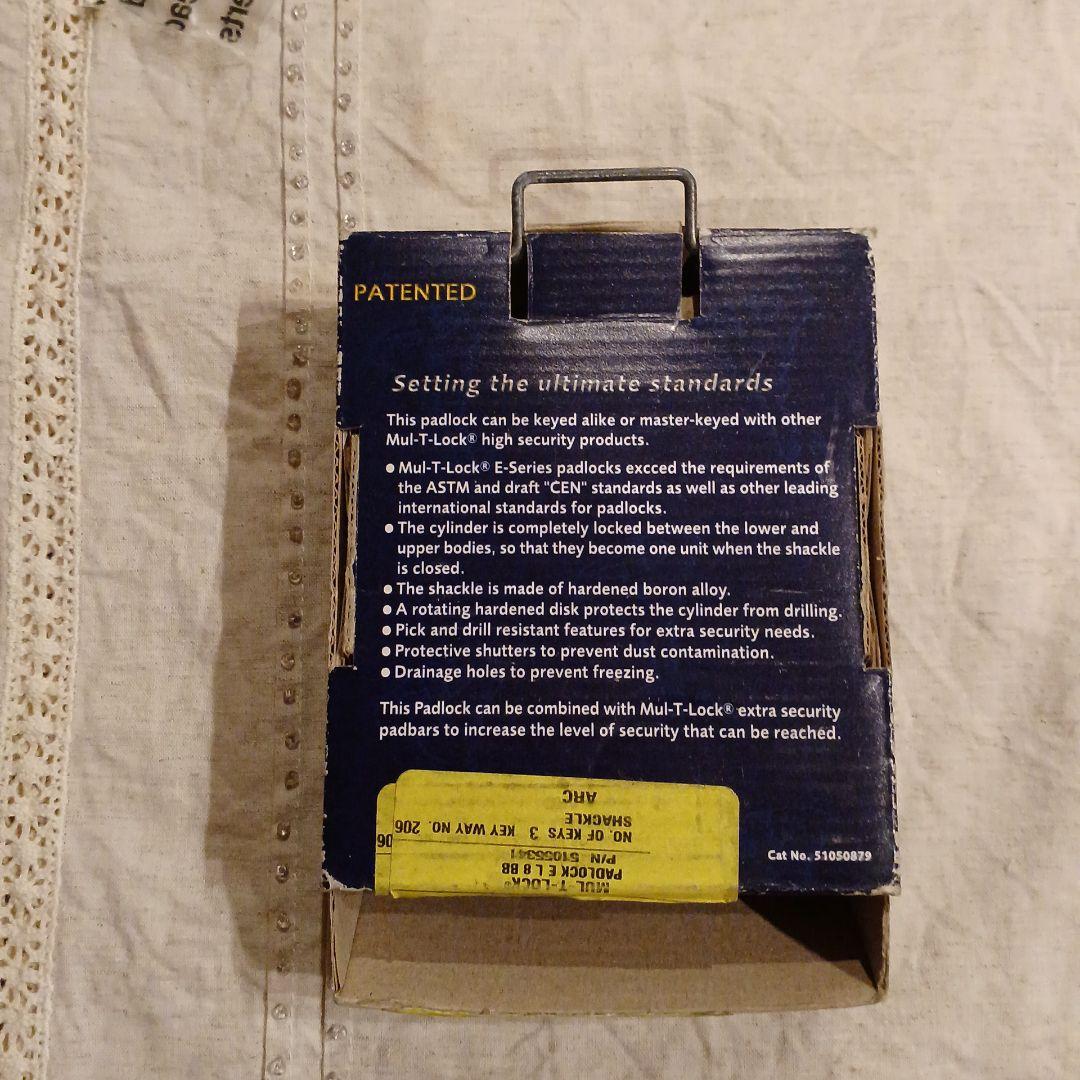 erts
PATENTED
Setting the ultimate standards
This padlock can be keyed alike or master-keyed with other
Mul-T-Lock® high security products.
● Mul-T-Lock® E-Series padlocks excced the requirements of
the ASTM and draft "CEN" standards as well as other leading
international standards for padlocks.
● The cylinder is completely locked between the lower and
upper bodies, so that they become one unit when the shackle
is closed.
● The shackle is made of hardened boron alloy.
● A rotating hardened disk protects the cylinder from drilling.
● Pick and drill resistant features for extra security needs.
● Protective shutters to prevent dust contamination.
● Drainage holes to prevent freezing.
This Padlock can be combined with Mul-T-Lock® extra security
padbars to increase the level of security that can be reached.
Cat No. 51050879
MUL-T-LOCK®
PADLOCK E L 8 BB
P/N 51055341
NO. OF KEYS 3 KEY WAY NO. 206
SHACKLE
ARC
06